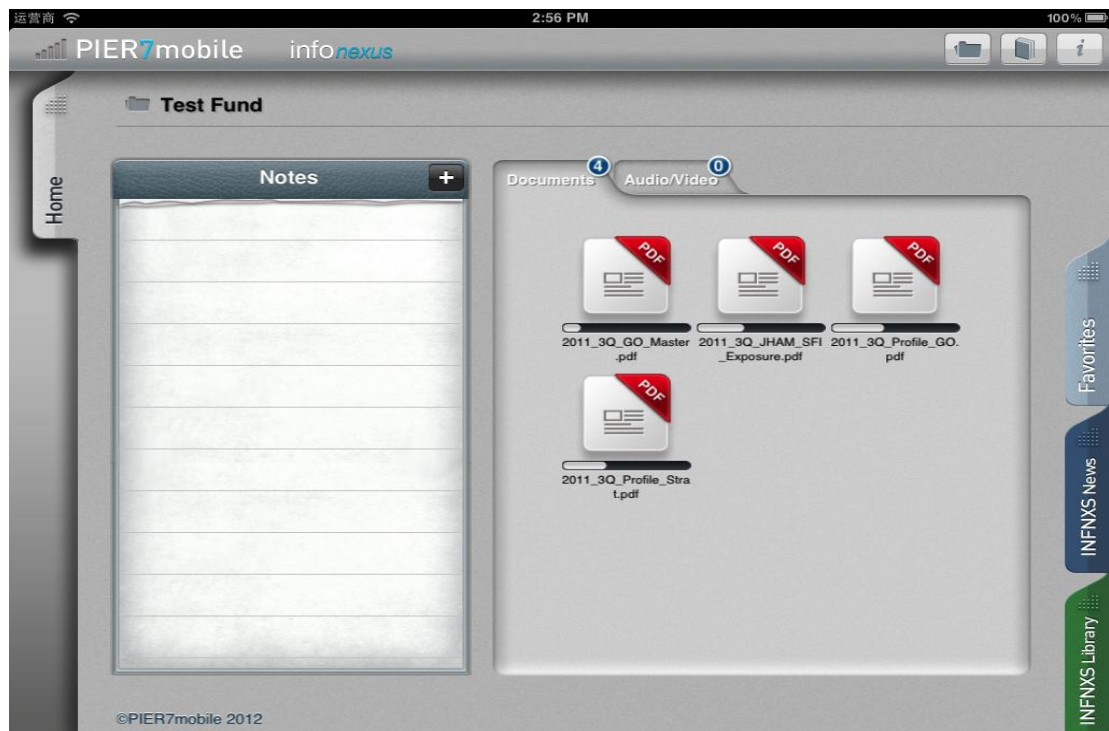 运营商
2:56 PM
100%
PIER7mobile
infonexus
i
Test Fund
Home
Notes
+
Documents
4
Audio/Video
0
PDF
PDF
PDF
2011_3Q_GO_Master
.pdf
2011_3Q_JHAM_SFI
_Exposure.pdf
2011_3Q_Profile_GO.
pdf
PDF
2011_3Q_Profile_Stra
t.pdf
Favorites
INFNXS News
INFNXS Library
©PIER7mobile 2012